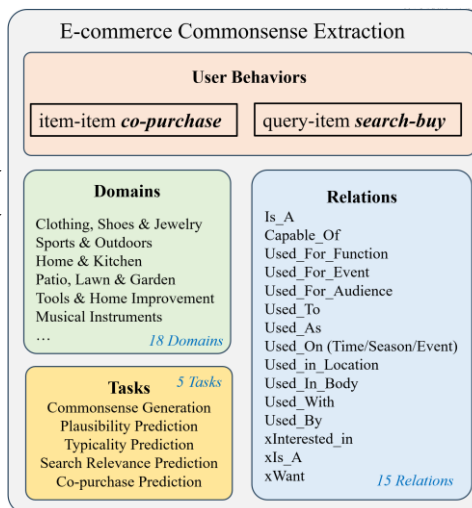 E-commerce Commonsense Extraction
User Behaviors
item-item co-purchase
query-item search-buy
Domains
Clothing, Shoes & Jewelry
Sports & Outdoors
Home & Kitchen
Patio, Lawn & Garden
Tools & Home Improvement
Musical Instruments
…
18 Domains
5 Tasks
Tasks
Commonsense Generation
Plausibility Prediction
Typicality Prediction
Search Relevance Prediction
Co-purchase Prediction
Relations
Is_A
Capable_Of
Used_For_Function
Used_For_Event
Used_For_Audience
Used_To
Used_As
Used_On (Time/Season/Event)
Used_in_Location
Used_In_Body
Used_With
Used_By
xInterested_in
xIs_A
xWant
15 Relations